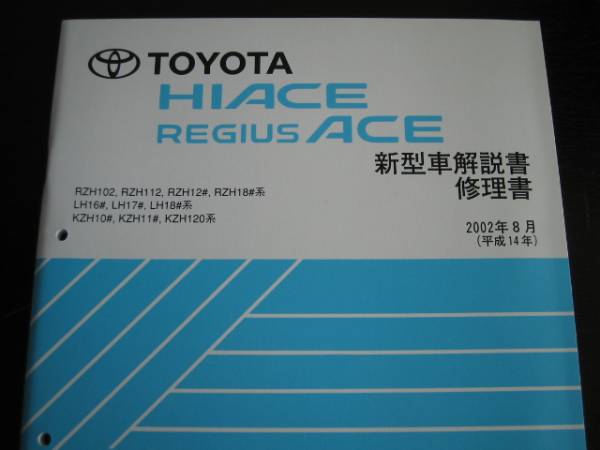 TOYOTA
HIACE
REGIUS ACE
新型車解説書
修理書
RZH102, RZH112, RZH12#, RZH18#系
LH16#, LH17#, LH18#系
KZH10#, KZH11#, KZH120系
2002年8月
(平成14年)